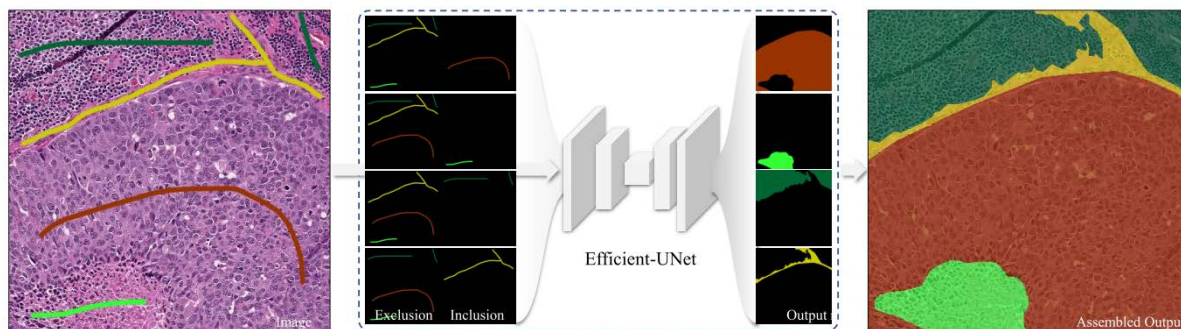 Efficient-UNet
Image
Exclusion
Inclusion
Output
Assembled Output